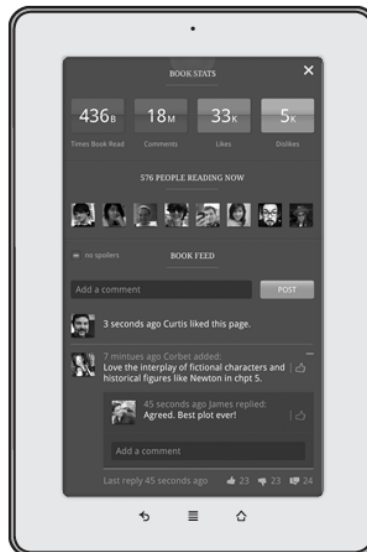 BOOK STATS
436B 18M 33K 5K
Times Book Read Comments Likes Dislikes
576 PEOPLE READING NOW
no spoilers BOOK FEED
Add a comment POST
3 seconds ago Curtis liked this page.
7 mintues ago Corbet added:
Love the interplay of fictional characters and
historical figures like Newton in chpt 5.
45 seconds ago James replied:
Agreed. Best plot ever!
Add a comment
Last reply 45 seconds ago 23 23 24